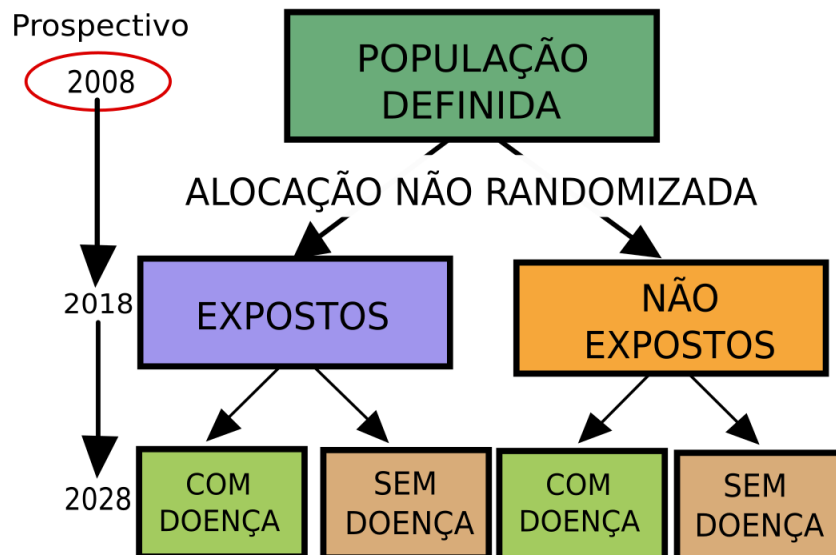 Prospectivo
2008
POPULAÇÃO
DEFINIDA
ALOCAÇÃO NÃO RANDOMIZADA
2018
EXPOSTOS
NÃO
EXPOSTOS
2028
COM
DOENÇA
SEM
DOENÇA
COM
DOENÇA
SEM
DOENÇA